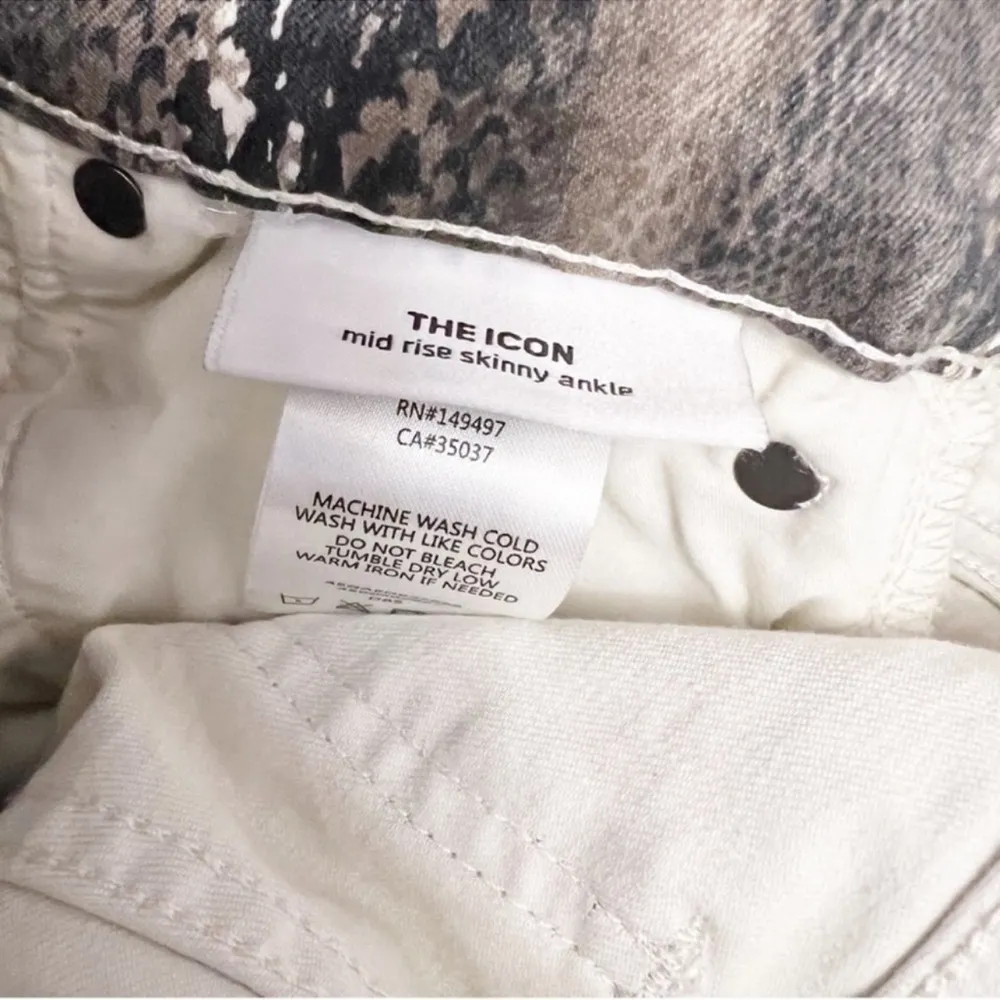 THE ICON
mid rise skinny ankle
RN#149497
CA#35037
MACHINE WASH COLD
WASH WITH LIKE COLORS
DO NOT BLEACH
TUMBLE DRY LOW
WARM IRON IF NEEDED